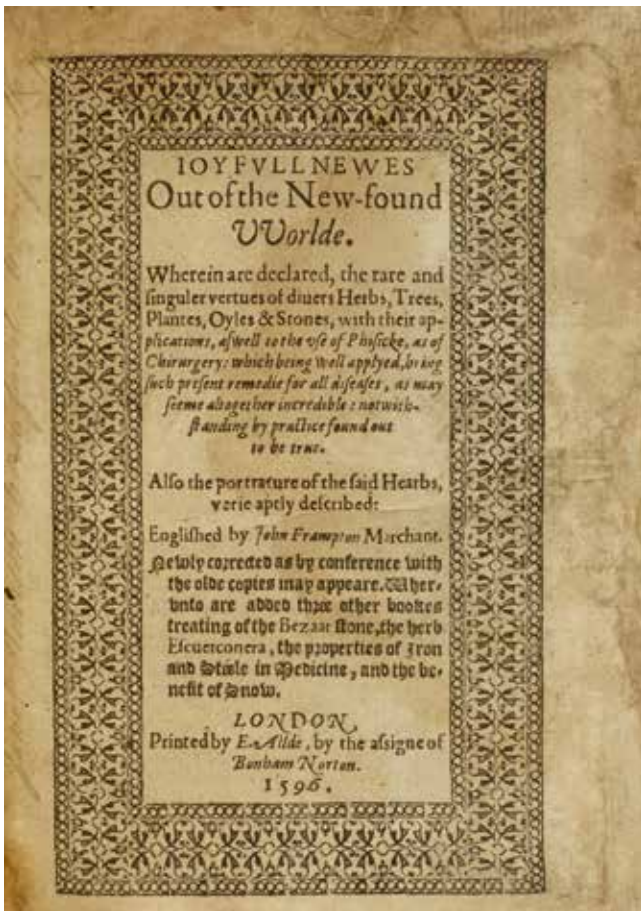 IOYFVLL NEWES
Out of the New-found
VVorlde.
Wherein are declared, the rare and
ſinguler vertues of diuers Herbs, Trees,
Plantes, Oyles & Stones, with their ap-
plications, aſwell to the vſe of Phiſicke, as of
Chirurgery: which being well applyed, bring
ſuch preſent remedie for all diſeaſes, as may
ſeeme altogether incredible: notwith-
ſtanding by practice found out
to be true.
Alſo the portrature of the ſaid Hearbs,
verie aptly deſcribed:
Engliſhed by John Frampton Marchant.
Newly corrected as by conference with
the olde copies may appeare. Wher-
vnto are added three other bookes
treating of the Bezaar ſtone, the herb
Eſcuerconera, the properties of Iron
and Steele in Medicine, and the be-
nefit of Snow.
LONDON,
Printed by E. Allde, by the aſsigne of
Bonham Norton.
1596.